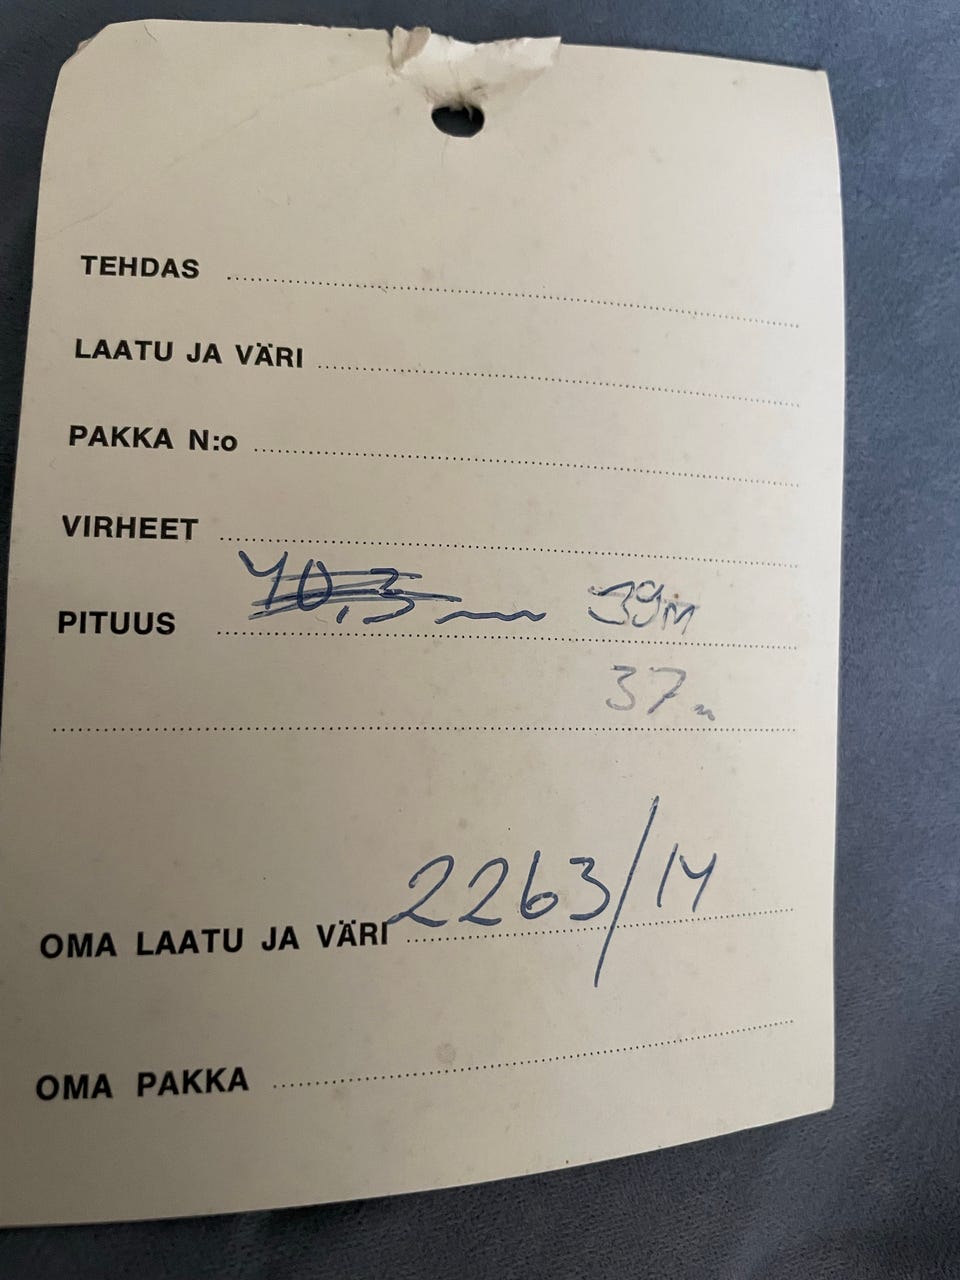 TEHDAS
LAATU JA VÄRI
PAKKA N:o
VIRHEET
PITUUS 40,3 m 39m
37m
OMA LAATU JA VÄRI 2263/14
OMA PAKKA